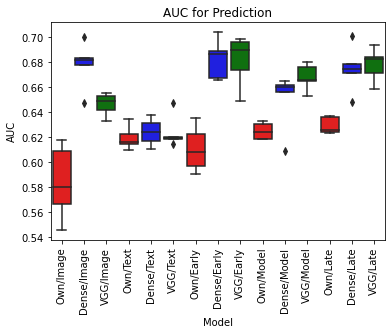 AUC for Prediction
AUC
0.70
0.68
0.66
0.64
0.62
0.60
0.58
0.56
0.54
Own/Image
Dense/Image
VGG/Image
Own/Text
Dense/Text
VGG/Text
Own/Early
Dense/Early
VGG/Early
Own/Model
Dense/Model
VGG/Model
Own/Late
Dense/Late
VGG/Late
Model